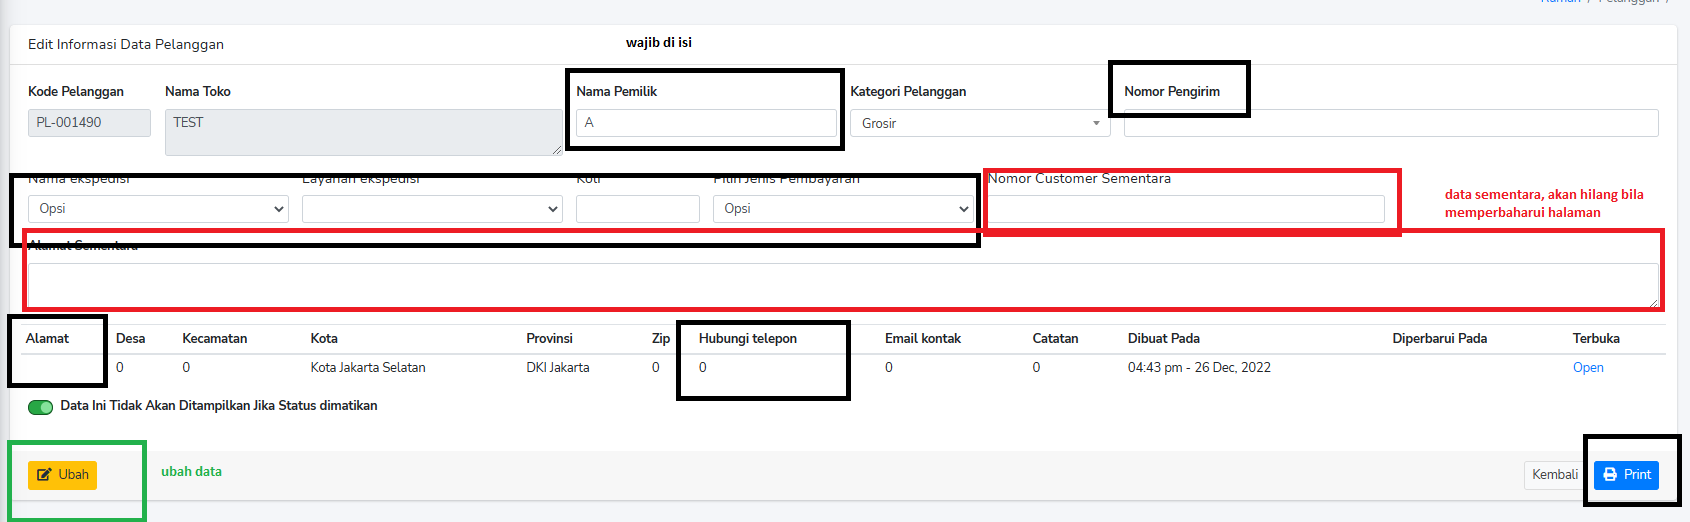 Rumah / Pelanggan /
Edit Informasi Data Pelanggan
wajib di isi
Kode Pelanggan
Nama Toko
Nama Pemilik
Kategori Pelanggan
Nomor Pengirim
PL-001490
TEST
A
Grosir
Nama ekspedisi
Layanan ekspedisi
Koli
Pilih Jenis Pembayaran
Nomor Customer Sementara
Opsi
Opsi
data sementara, akan hilang bila
memperbaharui halaman
Alamat Sementara
Alamat Desa Kecamatan Kota Provinsi Zip Hubungi telepon Email kontak Catatan Dibuat Pada Diperbarui Pada Terbuka
0 0 Kota Jakarta Selatan DKI Jakarta 0 0 0 0 04:43 pm - 26 Dec, 2022 Open
Data Ini Tidak Akan Ditampilkan Jika Status dimatikan
Ubah
ubah data
Kembali
Print